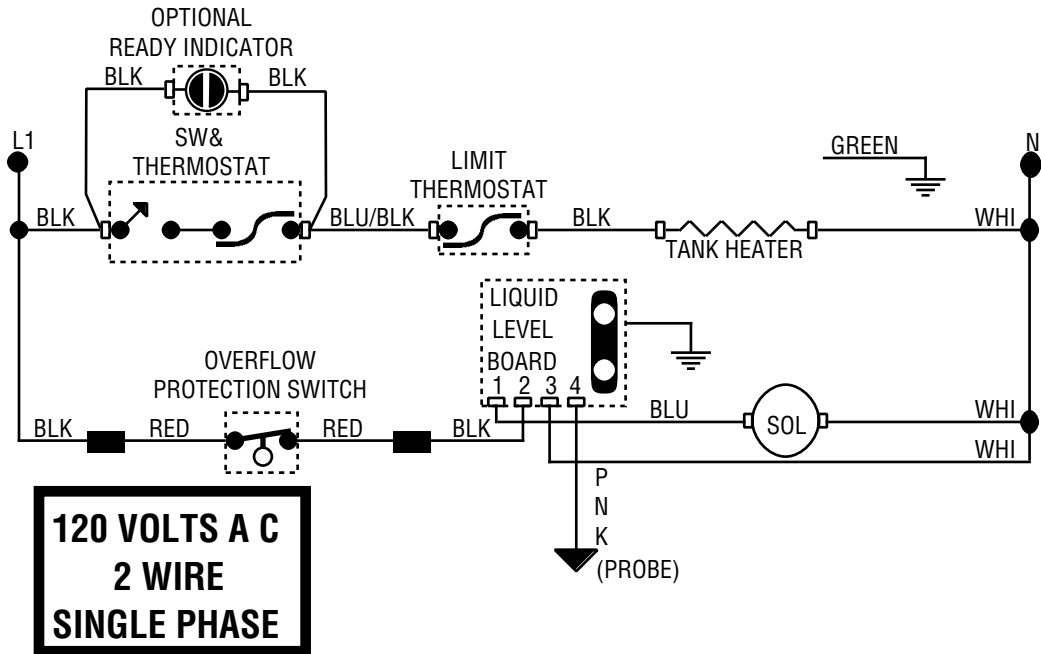 OPTIONAL
READY INDICATOR
BLK
BLK
L1
SW&
THERMOSTAT
LIMIT
THERMOSTAT
GREEN
N
BLK
BLU/BLK
BLK
TANK HEATER
WHI
LIQUID
LEVEL
BOARD
1 2 3 4
OVERFLOW
PROTECTION SWITCH
BLK
RED
RED
BLK
BLU
SOL
WHI
WHI
P
N
K
(PROBE)
120 VOLTS A C
2 WIRE
SINGLE PHASE